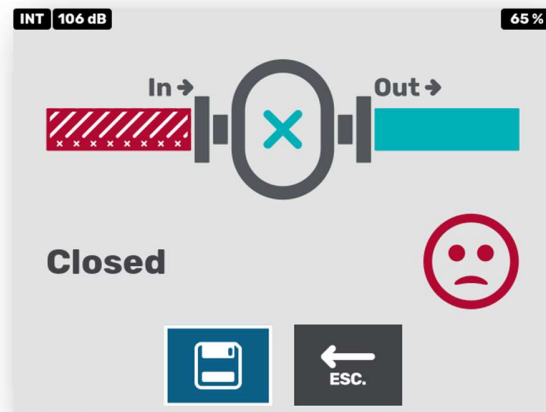 INT 106 dB 65 %
In → Out →
Closed
ESC.